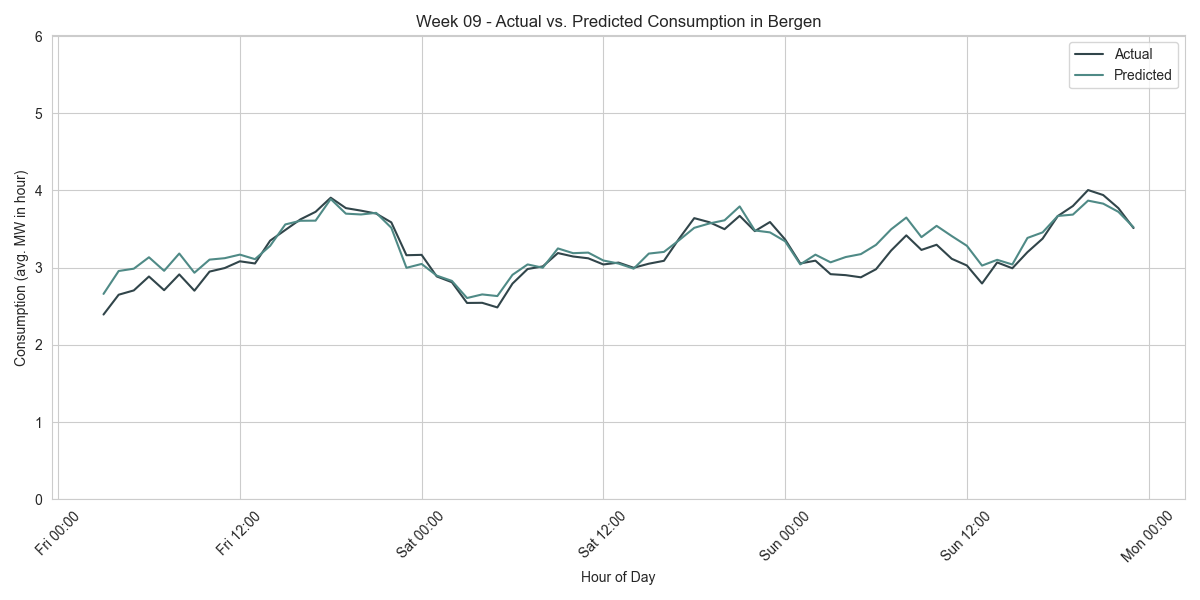 Week 09 - Actual vs. Predicted Consumption in Bergen
Actual
Predicted
Consumption (avg. MW in hour)
6
5
4
3
2
1
0
Fri 00:00
Fri 12:00
Sat 00:00
Sat 12:00
Sun 00:00
Sun 12:00
Mon 00:00
Hour of Day